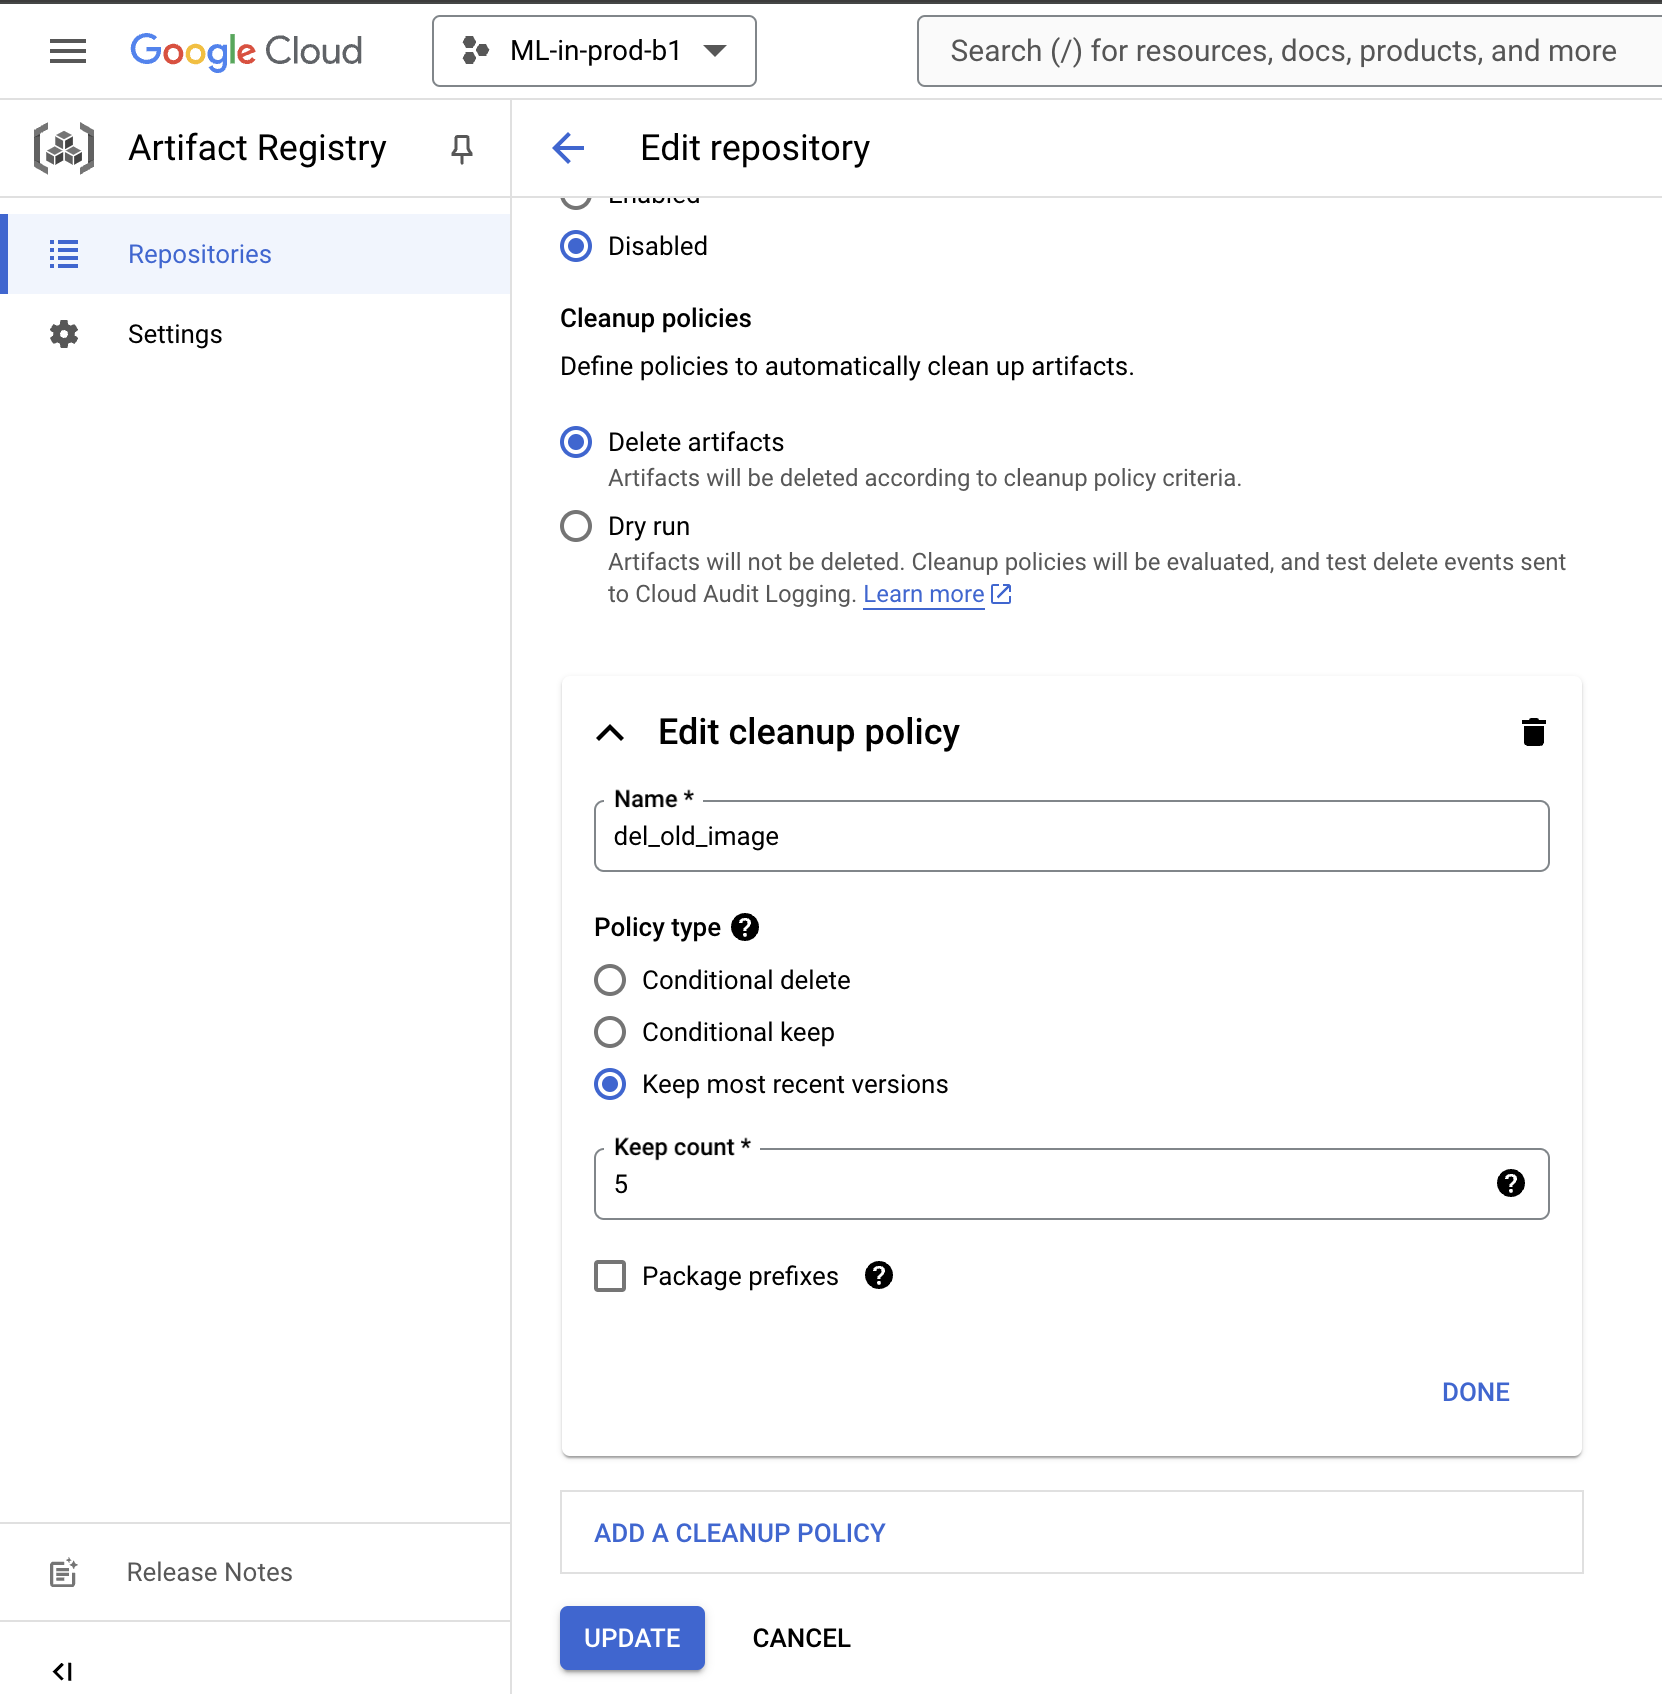 Google Cloud
ML-in-prod-b1
Search (/) for resources, docs, products, and more
Artifact Registry
Edit repository
Repositories
Settings
Enabled
Disabled
Cleanup policies
Define policies to automatically clean up artifacts.
Delete artifacts
Artifacts will be deleted according to cleanup policy criteria.
Dry run
Artifacts will not be deleted. Cleanup policies will be evaluated, and test delete events sent
to Cloud Audit Logging. Learn more
Edit cleanup policy
Name *
del_old_image
Policy type
Conditional delete
Conditional keep
Keep most recent versions
Keep count *
5
Package prefixes
DONE
ADD A CLEANUP POLICY
Release Notes
UPDATE
CANCEL